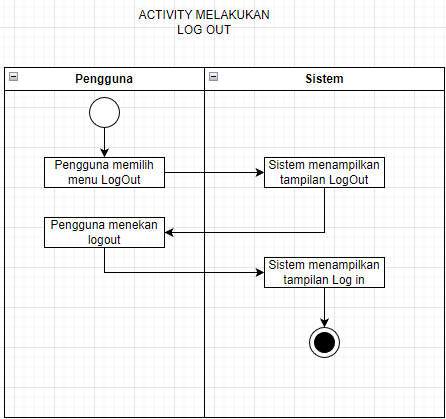 ACTIVITY MELAKUKAN
LOG OUT
Pengguna
Sistem
Pengguna memilih
menu LogOut
Sistem menampilkan
tampilan LogOut
Pengguna menekan
logout
Sistem menampilkan
tampilan Log in